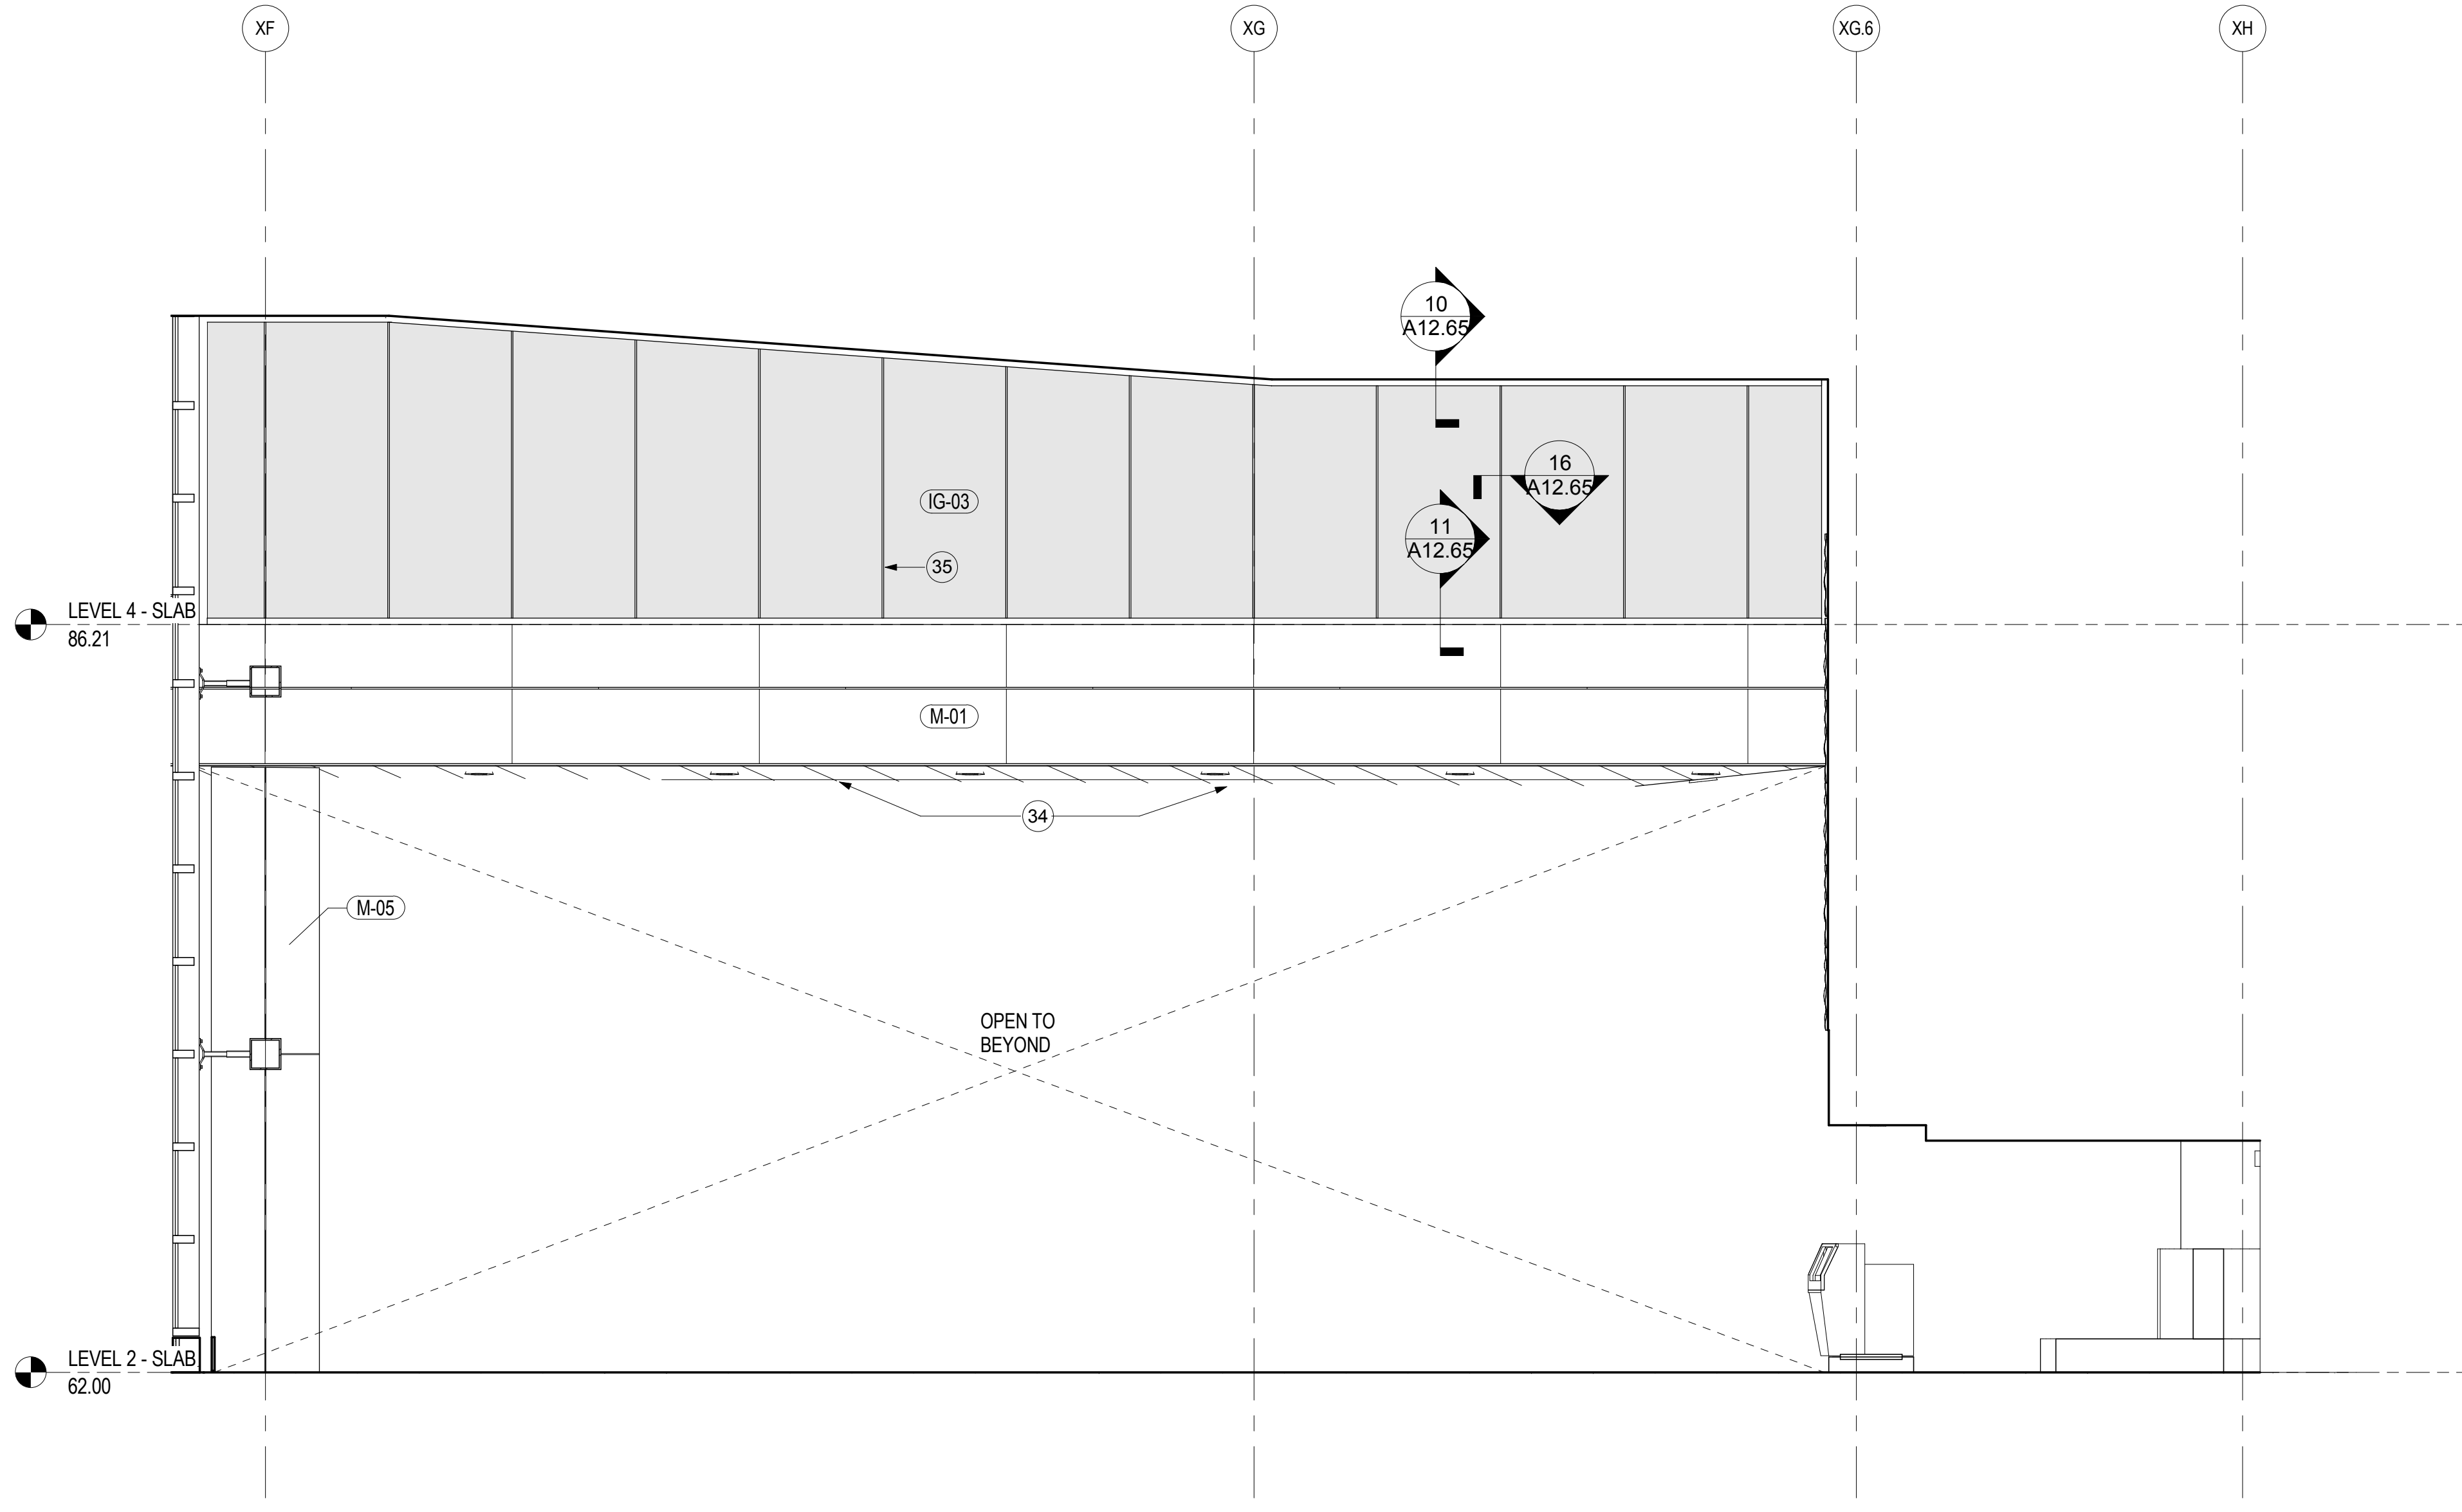 XF
XG
XG.6
XH
10
A12.65
16
A12.65
IG-03
11
A12.65
35
LEVEL 4 - SLAB
86.21
M-01
34
M-05
OPEN TO
BEYOND
LEVEL 2 - SLAB
62.00